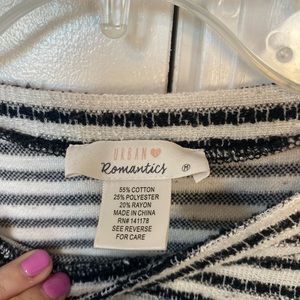 URBAN
Romantics
M
55% COTTON
25% POLYESTER
20% RAYON
MADE IN CHINA
RN# 141178
SEE REVERSE
FOR CARE